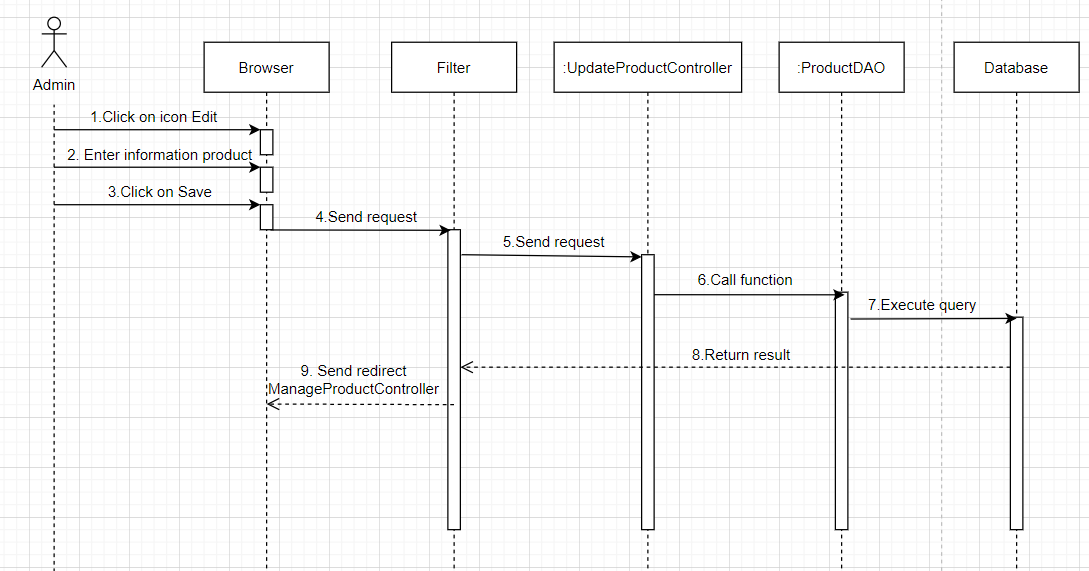 Admin
Browser
Filter
:UpdateProductController
:ProductDAO
Database
1.Click on icon Edit
2. Enter information product
3.Click on Save
4.Send request
5.Send request
6.Call function
7.Execute query
8.Return result
9. Send redirect
ManageProductController